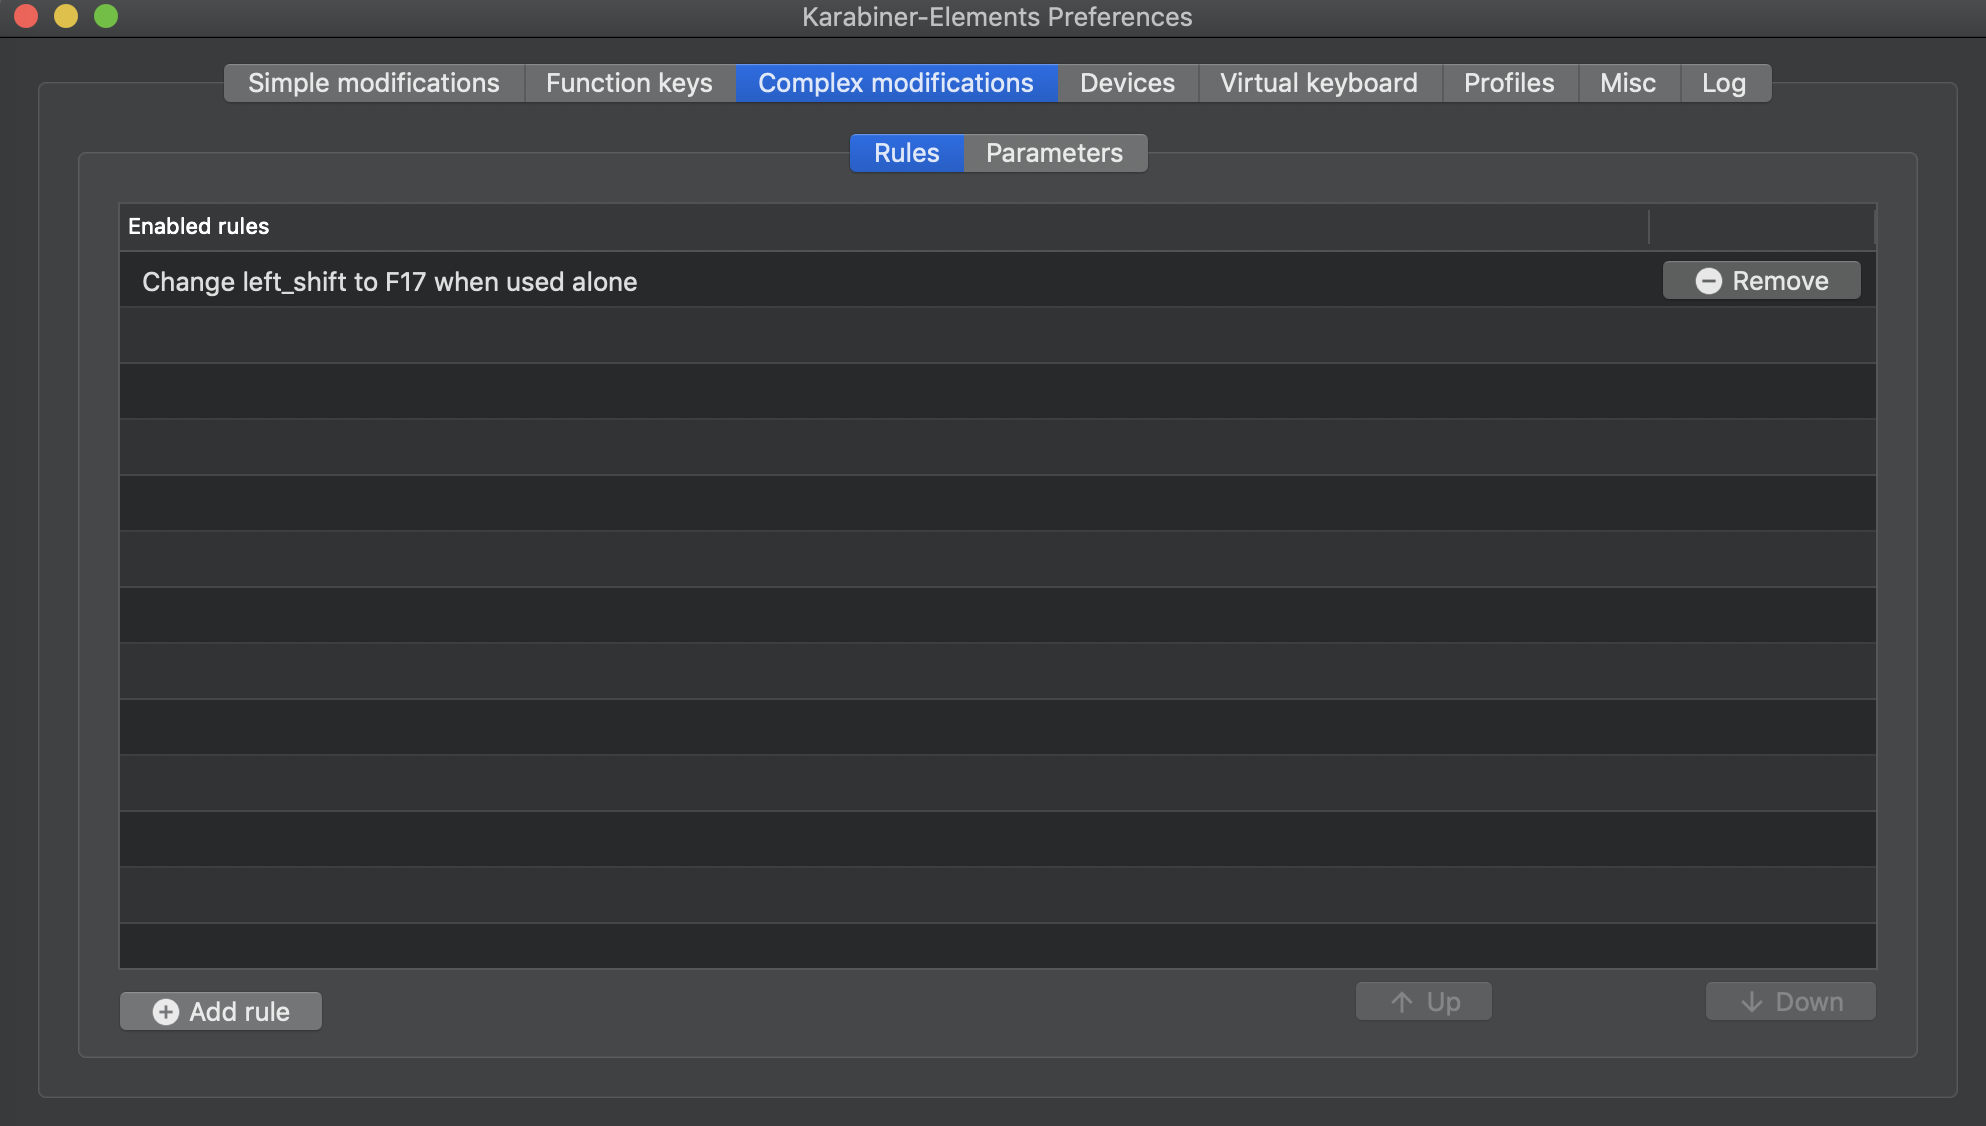 Karabiner-Elements Preferences
Simple modifications Function keys Complex modifications Devices Virtual keyboard Profiles Misc Log
Rules Parameters
Enabled rules
Change left_shift to F17 when used alone Remove
Add rule Up Down